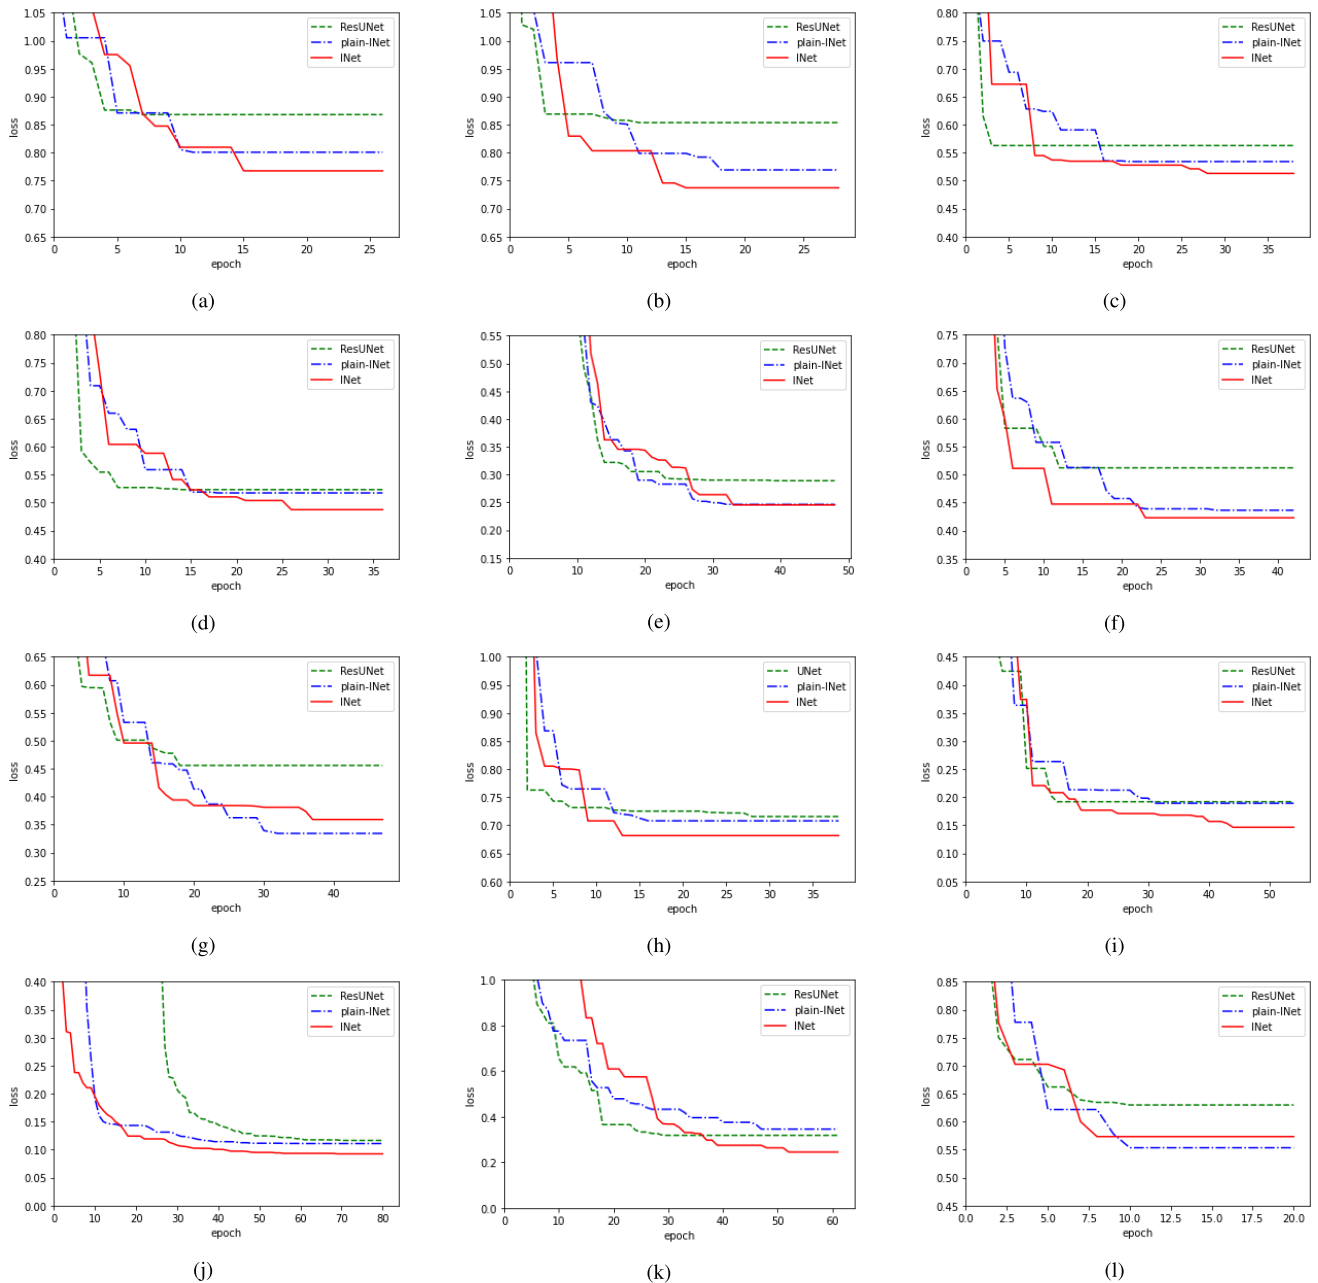 1.05
1.00
0.95
0.90
0.85
0.80
0.75
0.70
0.65
loss
0 5 10 15 20 25
epoch
ResUNet
plain-INet
INet
(a)
1.05
1.00
0.95
0.90
0.85
0.80
0.75
0.70
0.65
loss
0 5 10 15 20 25
epoch
ResUNet
plain-INet
INet
(b)
0.80
0.75
0.70
0.65
0.60
0.55
0.50
0.45
0.40
loss
0 5 10 15 20 25 30 35
epoch
ResUNet
plain-INet
INet
(c)
0.80
0.75
0.70
0.65
0.60
0.55
0.50
0.45
0.40
loss
0 5 10 15 20 25 30 35
epoch
ResUNet
plain-INet
INet
(d)
0.55
0.50
0.45
0.40
0.35
0.30
0.25
0.20
0.15
loss
0 10 20 30 40 50
epoch
ResUNet
plain-INet
INet
(e)
0.75
0.70
0.65
0.60
0.55
0.50
0.45
0.40
0.35
loss
0 5 10 15 20 25 30 35 40
epoch
ResUNet
plain-INet
INet
(f)
0.65
0.60
0.55
0.50
0.45
0.40
0.35
0.30
0.25
loss
0 10 20 30 40
epoch
ResUNet
plain-INet
INet
(g)
1.00
0.95
0.90
0.85
0.80
0.75
0.70
0.65
0.60
loss
0 5 10 15 20 25 30 35
epoch
UNet
plain-INet
INet
(h)
0.45
0.40
0.35
0.30
0.25
0.20
0.15
0.10
0.05
loss
0 10 20 30 40 50
epoch
ResUNet
plain-INet
INet
(i)
0.40
0.35
0.30
0.25
0.20
0.15
0.10
0.05
0.00
loss
0 10 20 30 40 50 60 70 80
epoch
ResUNet
plain-INet
INet
(j)
1.0
0.8
0.6
0.4
0.2
0.0
loss
0 10 20 30 40 50 60
epoch
ResUNet
plain-INet
INet
(k)
0.85
0.80
0.75
0.70
0.65
0.60
0.55
0.50
0.45
loss
0.0 2.5 5.0 7.5 10.0 12.5 15.0 17.5 20.0
epoch
ResUNet
plain-INet
INet
(l)